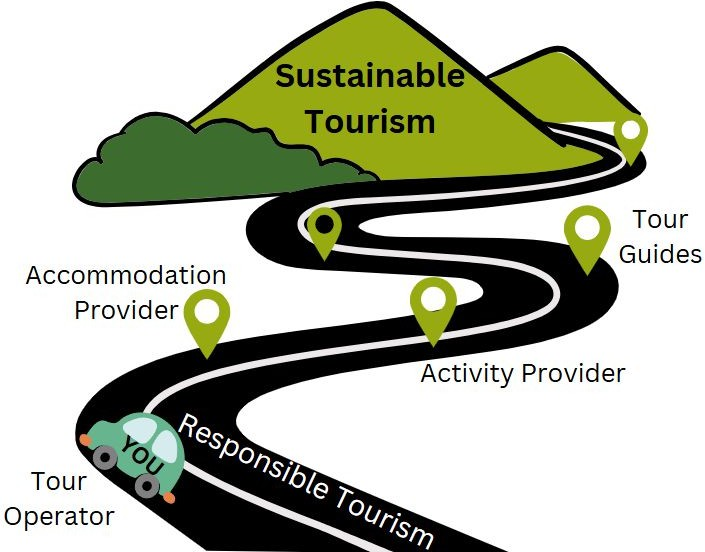 Sustainable
Tourism
Tour
Guides
Accommodation
Provider
Activity Provider
YOU
Responsible Tourism
Tour
Operator